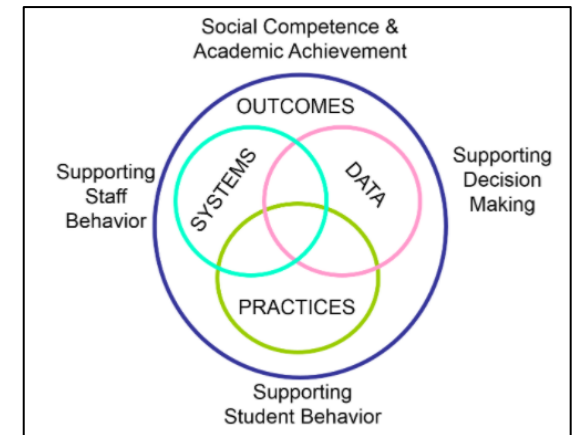 Social Competence &
Academic Achievement
OUTCOMES
Supporting
Staff
Behavior
SYSTEMS
DATA
Supporting
Decision
Making
PRACTICES
Supporting
Student Behavior